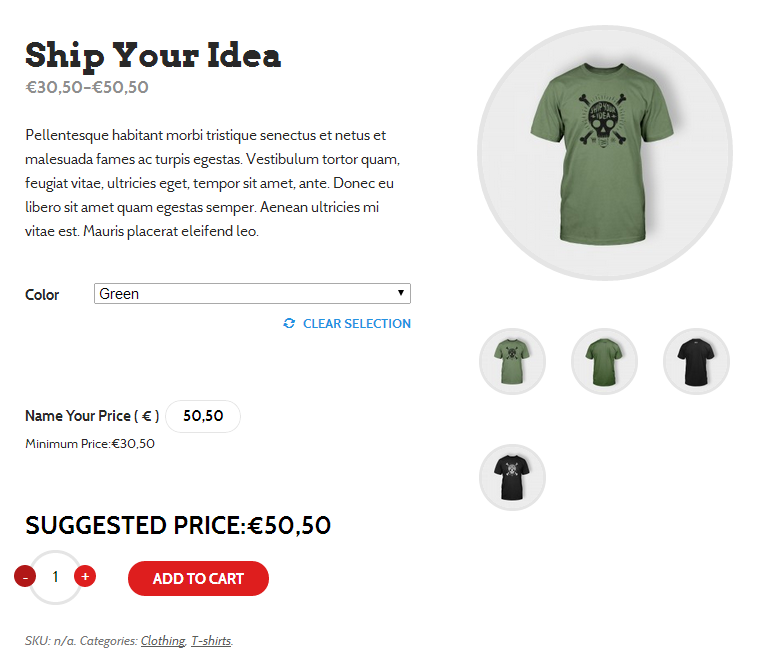 Ship Your Idea
€30,50–€50,50
Pellentesque habitant morbi tristique senectus et netus et
malesuada fames ac turpis egestas. Vestibulum tortor quam,
feugiat vitae, ultricies eget, tempor sit amet, ante. Donec eu
libero sit amet quam egestas semper. Aenean ultricies mi
vitae est. Mauris placerat eleifend leo.
Color Green
CLEAR SELECTION
Name Your Price ( € ) 50,50
Minimum Price:€30,50
SUGGESTED PRICE:€50,50
- 1 + ADD TO CART
SKU: n/a. Categories: Clothing, T-shirts.
SHIP YOUR
IDEA